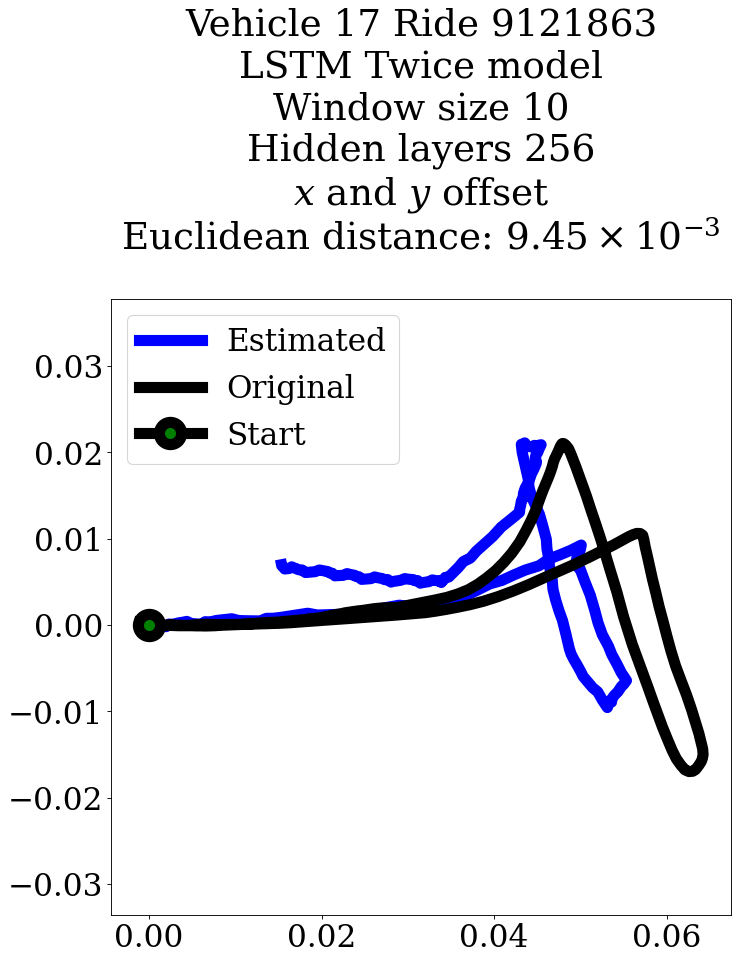 Vehicle 17 Ride 9121863
LSTM Twice model
Window size 10
Hidden layers 256
x and y offset
Euclidean distance: 9.45 × 10⁻³
Estimated
Original
Start
0.03
0.02
0.01
0.00
−0.01
−0.02
−0.03
0.00 0.02 0.04 0.06